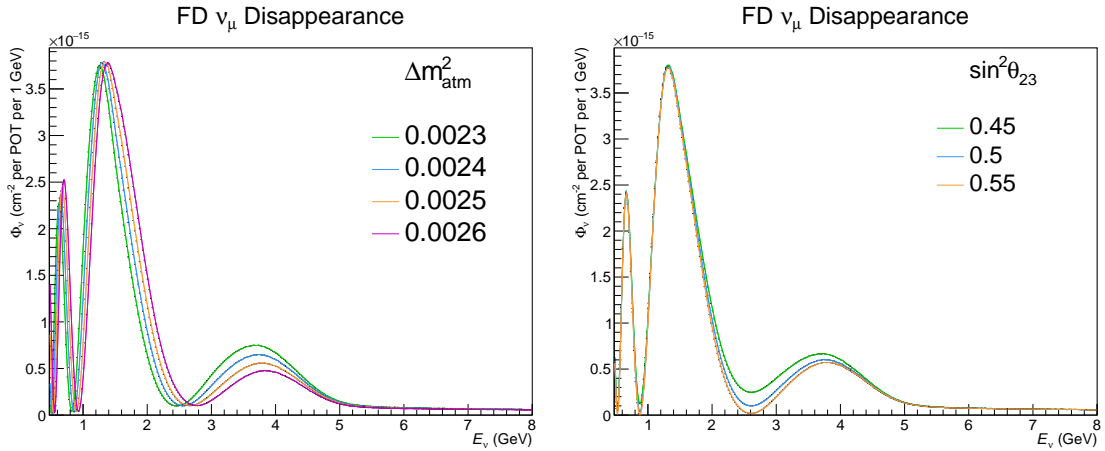 FD νμ Disappearance
×10⁻¹⁵
Φν (cm⁻² per POT per 1 GeV)
3.5
3
2.5
2
1.5
1
0.5
0
Δm²atm
0.0023
0.0024
0.0025
0.0026
1 2 3 4 5 6 7 8
Eν (GeV)
FD νμ Disappearance
×10⁻¹⁵
Φν (cm⁻² per POT per 1 GeV)
3.5
3
2.5
2
1.5
1
0.5
0
sin²θ₂₃
0.45
0.5
0.55
1 2 3 4 5 6 7 8
Eν (GeV)